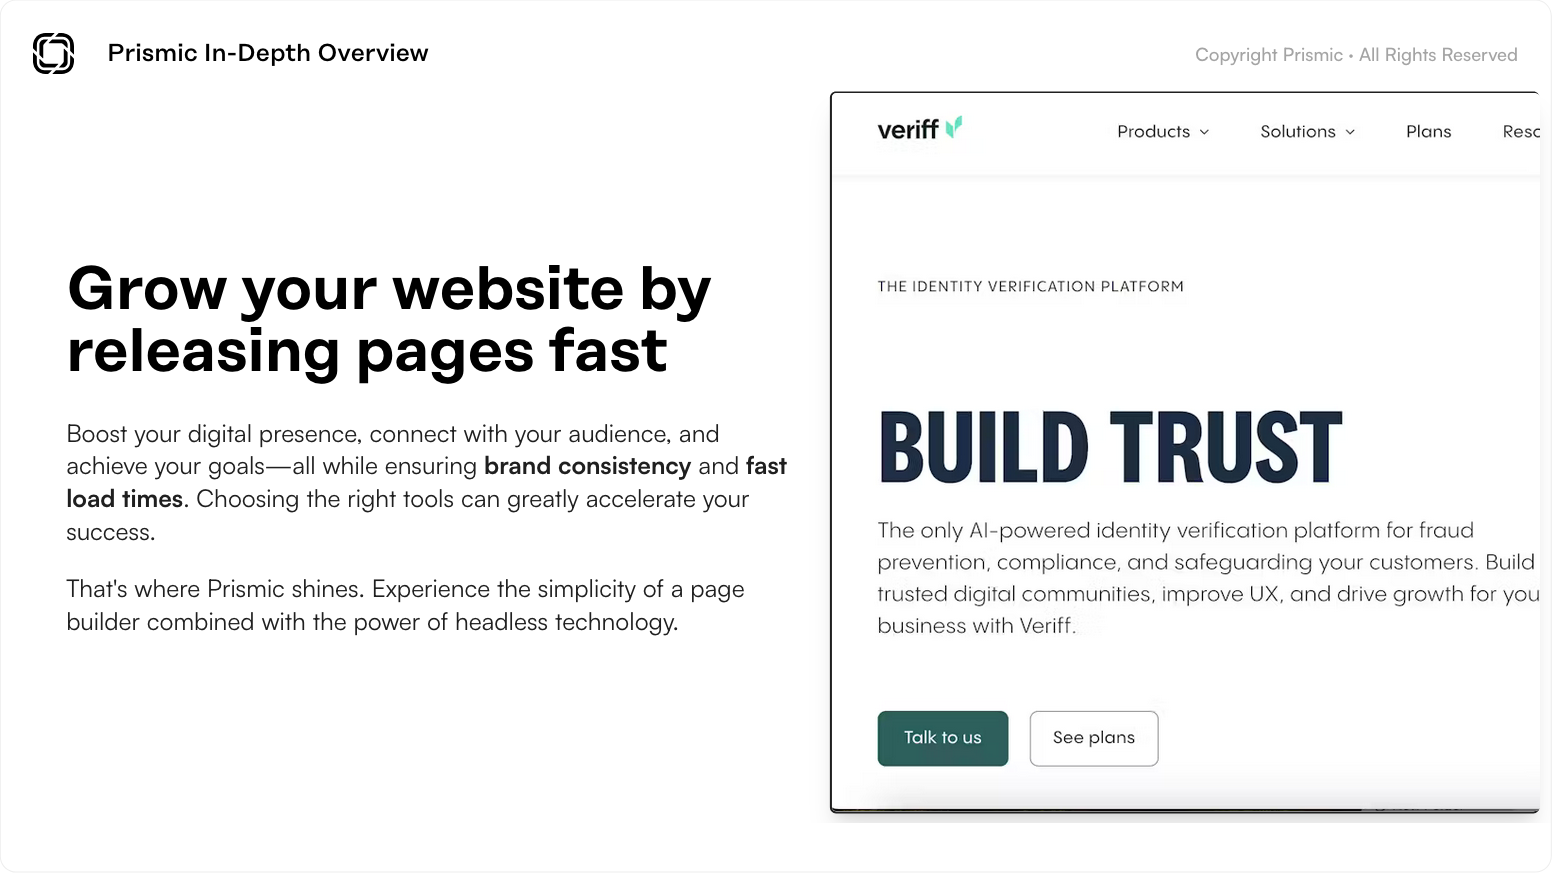 Prismic In-Depth Overview
Copyright Prismic • All Rights Reserved
Grow your website by
releasing pages fast
Boost your digital presence, connect with your audience, and
achieve your goals—all while ensuring brand consistency and fast
load times. Choosing the right tools can greatly accelerate your
success.
That's where Prismic shines. Experience the simplicity of a page
builder combined with the power of headless technology.
veriff
Products
Solutions
Plans
Resc
THE IDENTITY VERIFICATION PLATFORM
BUILD TRUST
The only AI-powered identity verification platform for fraud
prevention, compliance, and safeguarding your customers. Build
trusted digital communities, improve UX, and drive growth for you
business with Veriff.
Talk to us
See plans